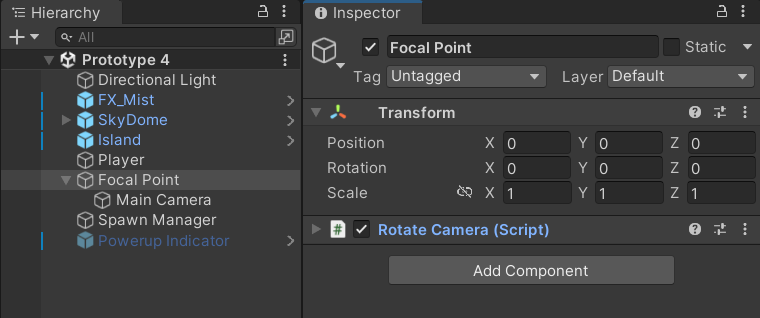 Hierarchy
All
Prototype 4
Directional Light
FX_Mist
SkyDome
Island
Player
Focal Point
Main Camera
Spawn Manager
Powerup Indicator
Inspector
Focal Point Static
Tag Untagged Layer Default
Transform
Position X 0 Y 0 Z 0
Rotation X 0 Y 0 Z 0
Scale X 1 Y 1 Z 1
# Rotate Camera (Script)
Add Component